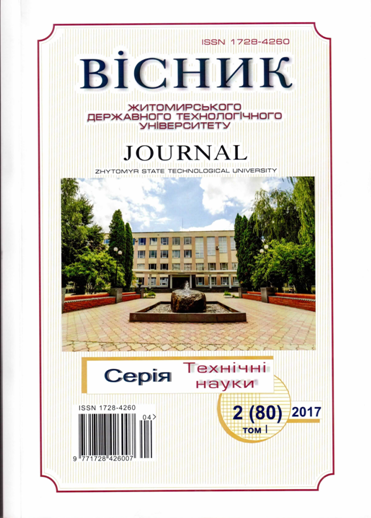 ISSN 1728-4260
ВІСНИК
ЖИТОМИРСЬКОГО
ДЕРЖАВНОГО ТЕХНОЛОГІЧНОГО
УНІВЕРСИТЕТУ
JOURNAL
ZHYTOMYR STATE TECHNOLOGICAL UNIVERSITY
Серія Технічні
науки
2 (80) 2017
том I
ISSN 1728-4260
04>
9 771728 426007